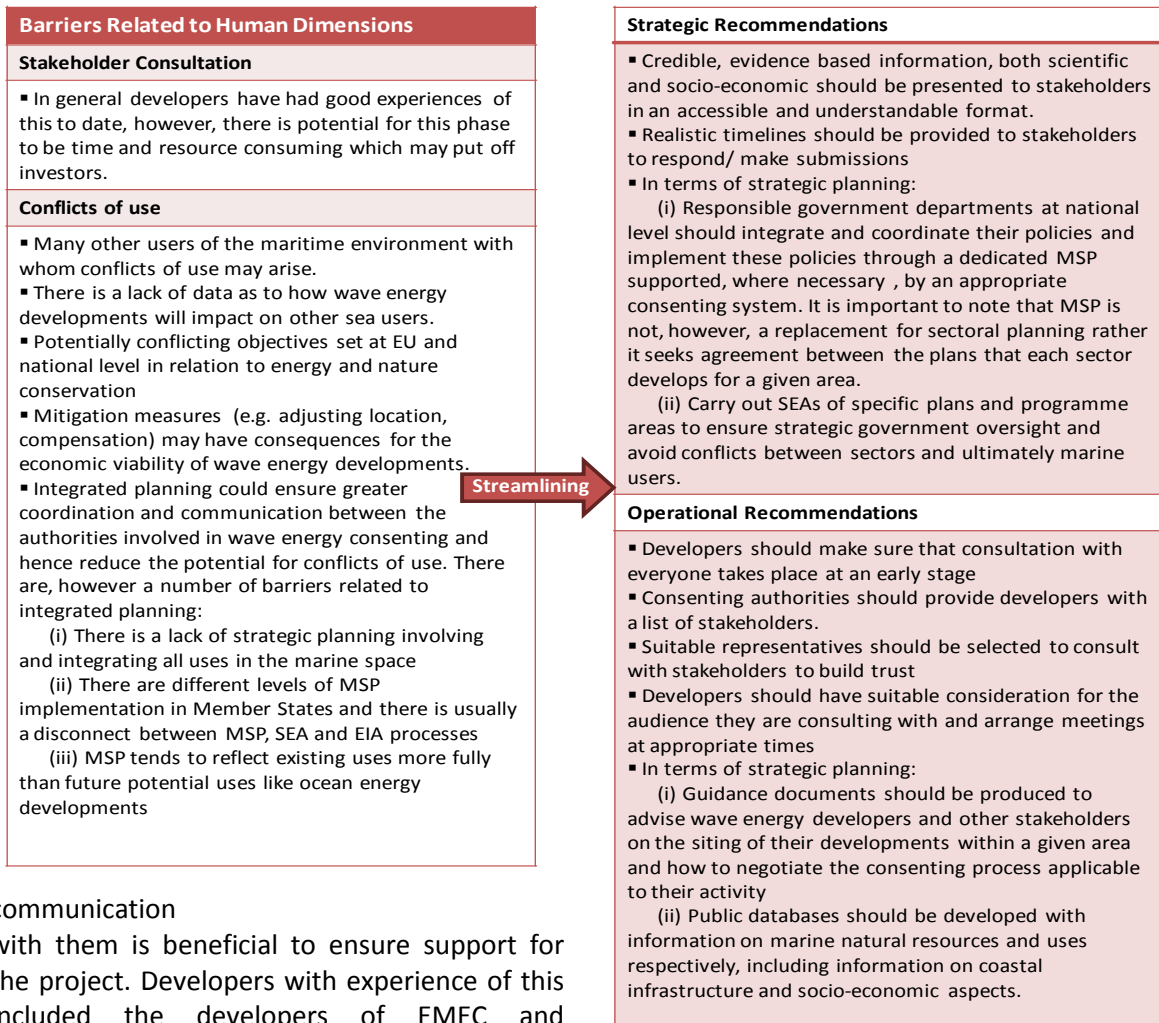 Barriers Related to Human Dimensions
Stakeholder Consultation
▪ In general developers have had good experiences of
this to date, however, there is potential for this phase
to be time and resource consuming which may put off
investors.
Conflicts of use
▪ Many other users of the maritime environment with
whom conflicts of use may arise.
▪ There is a lack of data as to how wave energy
developments will impact on other sea users.
▪ Potentially conflicting objectives set at EU and
national level in relation to energy and nature
conservation
▪ Mitigation measures (e.g. adjusting location,
compensation) may have consequences for the
economic viability of wave energy developments.
▪ Integrated planning could ensure greater
coordination and communication between the
authorities involved in wave energy consenting and
hence reduce the potential for conflicts of use. There
are, however a number of barriers related to
integrated planning:
(i) There is a lack of strategic planning involving
and integrating all uses in the marine space
(ii) There are different levels of MSP
implementation in Member States and there is usually
a disconnect between MSP, SEA and EIA processes
(iii) MSP tends to reflect existing uses more fully
than future potential uses like ocean energy
developments
Streamlining
Strategic Recommendations
▪ Credible, evidence based information, both scientific
and socio-economic should be presented to stakeholders
in an accessible and understandable format.
▪ Realistic timelines should be provided to stakeholders
to respond/ make submissions
▪ In terms of strategic planning:
(i) Responsible government departments at national
level should integrate and coordinate their policies and
implement these policies through a dedicated MSP
supported, where necessary , by an appropriate
consenting system. It is important to note that MSP is
not, however, a replacement for sectoral planning rather
it seeks agreement between the plans that each sector
develops for a given area.
(ii) Carry out SEAs of specific plans and programme
areas to ensure strategic government oversight and
avoid conflicts between sectors and ultimately marine
users.
Operational Recommendations
▪ Developers should make sure that consultation with
everyone takes place at an early stage
▪ Consenting authorities should provide developers with
a list of stakeholders.
▪ Suitable representatives should be selected to consult
with stakeholders to build trust
▪ Developers should have suitable consideration for the
audience they are consulting with and arrange meetings
at appropriate times
▪ In terms of strategic planning:
(i) Guidance documents should be produced to
advise wave energy developers and other stakeholders
on the siting of their developments within a given area
and how to negotiate the consenting process applicable
to their activity
(ii) Public databases should be developed with
information on marine natural resources and uses
respectively, including information on coastal
infrastructure and socio-economic aspects.
communication
with them is beneficial to ensure support for
the project. Developers with experience of this
included the developers of EMEC and